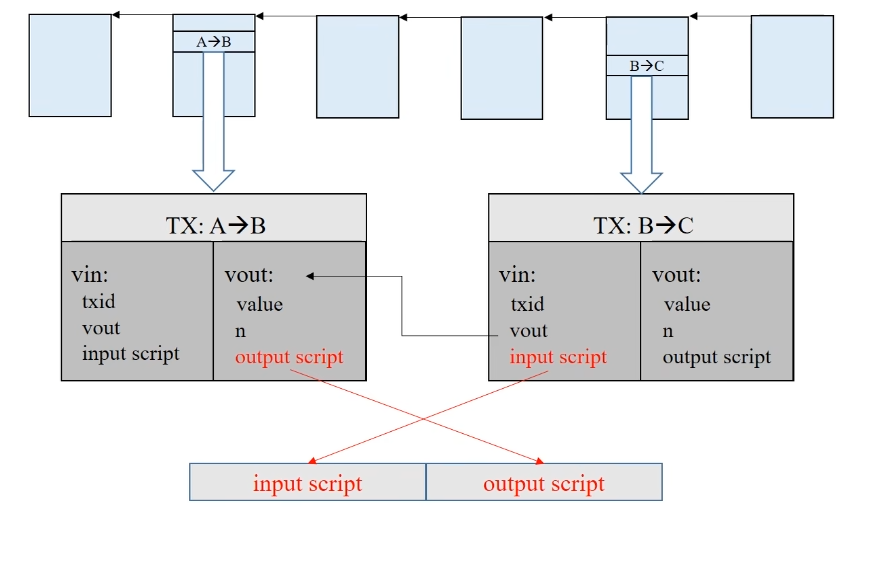 A→B
B→C
TX: A→B
vin:
txid
vout
input script
vout:
value
n
output script
TX: B→C
vin:
txid
vout
input script
vout:
value
n
output script
input script
output script